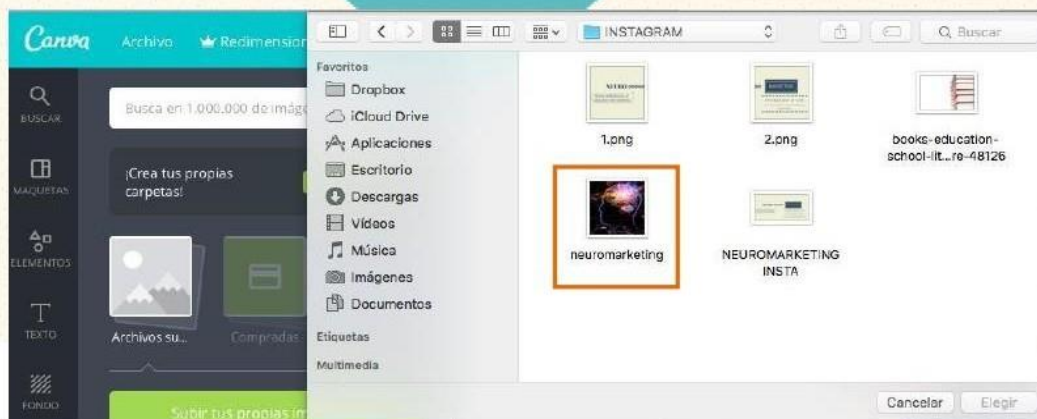 Canva
Archivo
Redimension
INSTAGRAM
Buscar
BUSCAR
Busca en 1.000.000 de imáge
MAQUETAS
¡Crea tus propias
carpetas!
ELEMENTOS
TEXTO
Archivos su...
Compradas
FONDO
Subir tus propias im
Favoritos
Dropbox
iCloud Drive
Aplicaciones
Escritorio
Descargas
Vídeos
Música
Imágenes
Documentos
Etiquetas
Multimedia
1.png
2.png
books-education-
school-lit...re-48126
neuromarketing
NEUROMARKETING
INSTA
Cancelar
Elegir